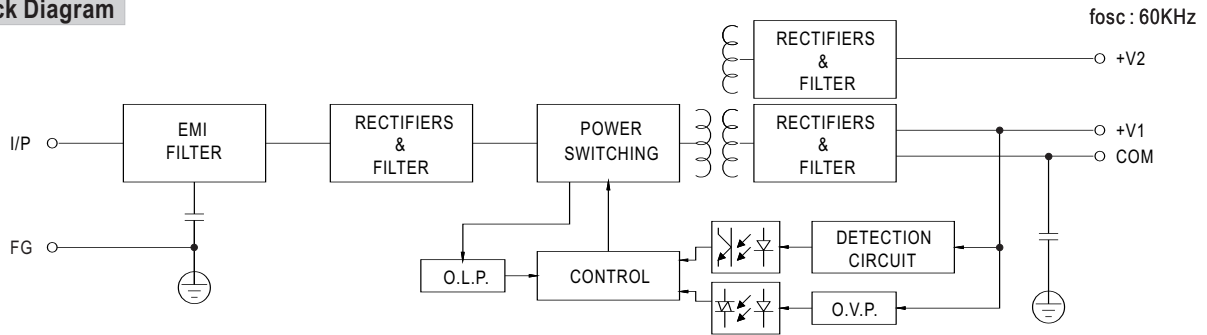 ck Diagram
fosc : 60KHz
RECTIFIERS
&
FILTER
+V2
I/P
EMI
FILTER
RECTIFIERS
&
FILTER
POWER
SWITCHING
RECTIFIERS
&
FILTER
+V1
COM
FG
O.L.P.
CONTROL
DETECTION
CIRCUIT
O.V.P.